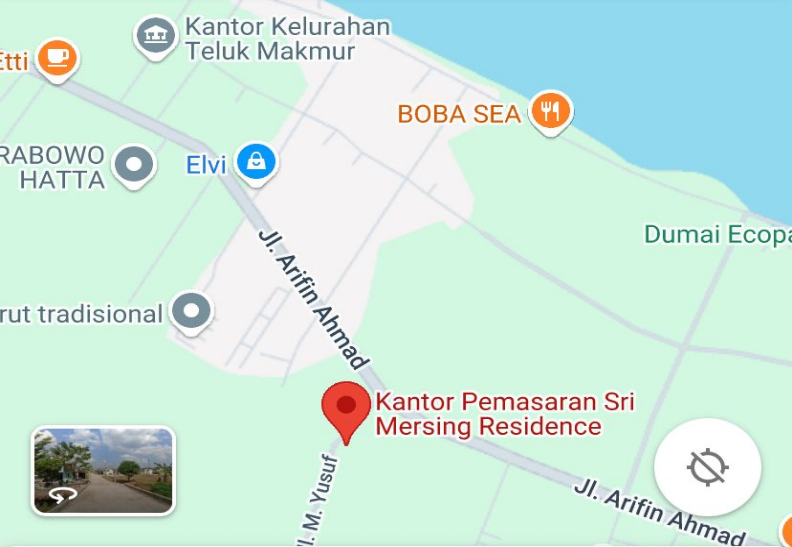 Kantor Kelurahan
Teluk Makmur
Etti
BOBA SEA
RABOWO
HATTA
Elvi
Dumai Ecopa
Jl. Arifin Ahmad
rut tradisional
Kantor Pemasaran Sri
Mersing Residence
Jl. M. Yusuf
Jl. Arifin Ahmad